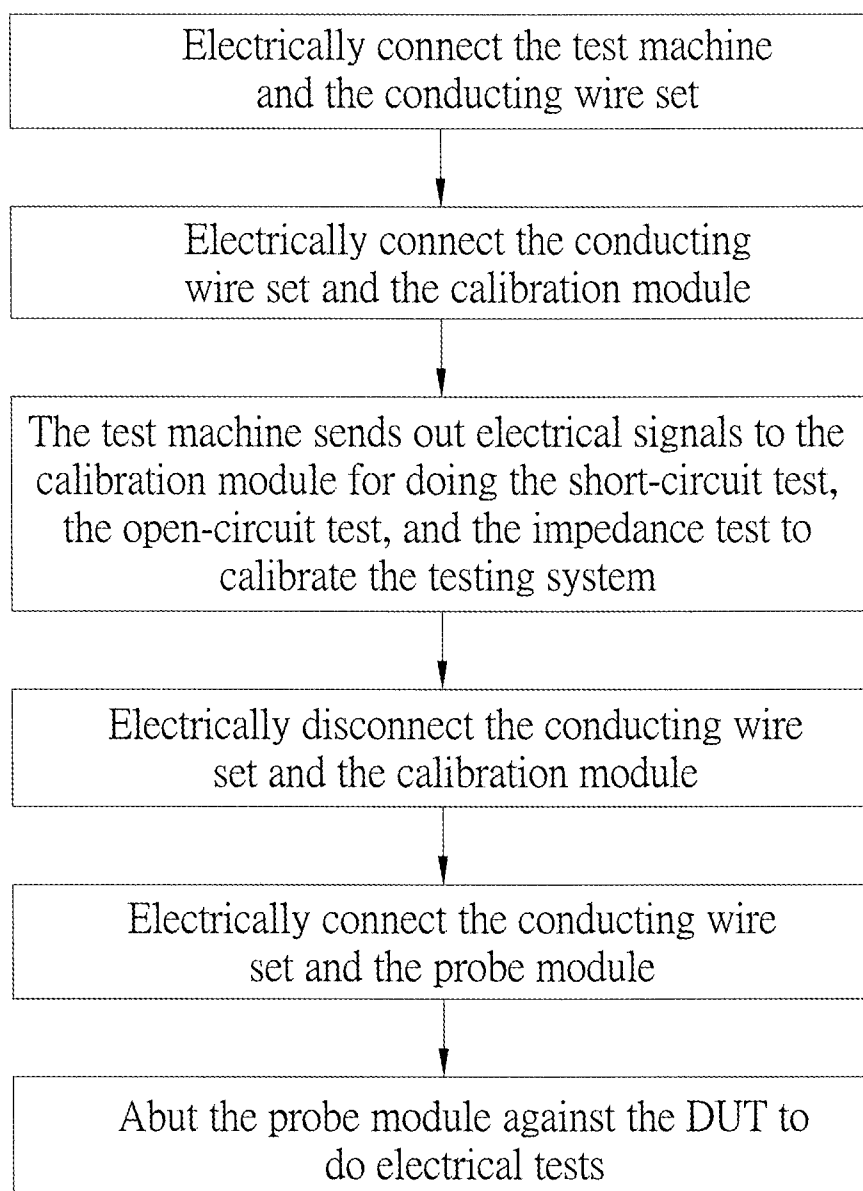 Electrically connect the test machine
and the conducting wire set
Electrically connect the conducting
wire set and the calibration module
The test machine sends out electrical signals to the
calibration module for doing the short-circuit test,
the open-circuit test, and the impedance test to
calibrate the testing system
Electrically disconnect the conducting wire
set and the calibration module
Electrically connect the conducting wire
set and the probe module
Abut the probe module against the DUT to
do electrical tests